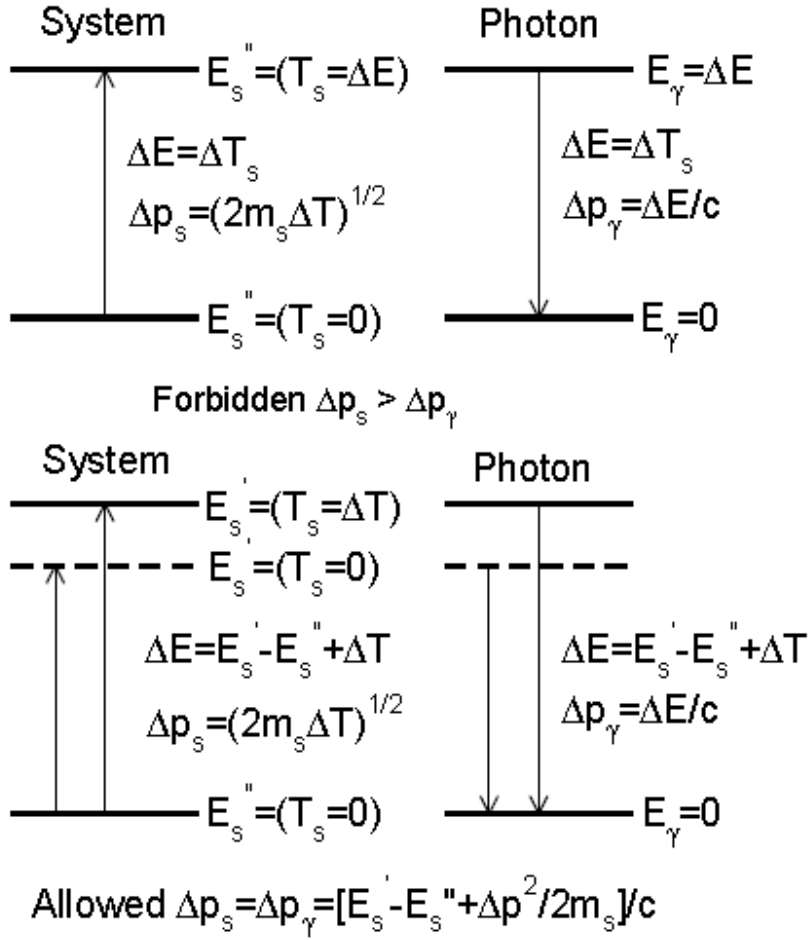 System Photon
E_s''=(T_s=ΔE) E_γ=ΔE
ΔE=ΔT_s ΔE=ΔT_s
Δp_s=(2m_sΔT)^1/2 Δp_γ=ΔE/c
E_s''=(T_s=0) E_γ=0
Forbidden Δp_s > Δp_γ
System Photon
E_s'=(T_s=ΔT)
E_s'=(T_s=0)
ΔE=E_s'-E_s''+ΔT ΔE=E_s'-E_s''+ΔT
Δp_s=(2m_sΔT)^1/2 Δp_γ=ΔE/c
E_s''=(T_s=0) E_γ=0
Allowed Δp_s=Δp_γ=[E_s'-E_s''+Δp^2/2m_s]/c